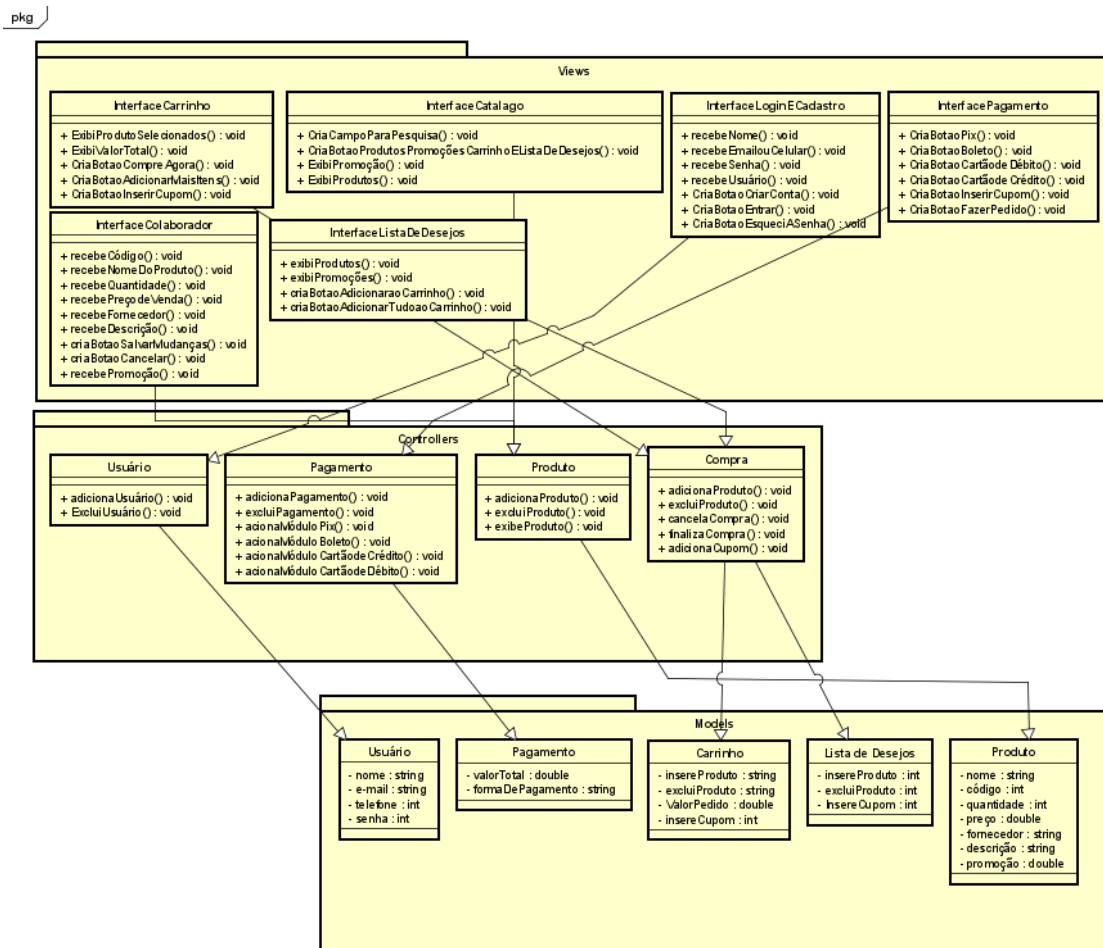 pkg
Views
InterfaceCarrinho
+ ExibiProdutoSelecionados() : void
+ ExibiValorTotal() : void
+ CriaBotaoCompreAgora() : void
+ CriaBotaoAdicionarMaisItens() : void
+ CriaBotaoInserirCupom() : void
InterfaceCatalago
+ CriaCampoParaPesquisa() : void
+ CriaBotaoProdutosPromoçõesCarrinhoEListaDeDesejos() : void
+ ExibiPromoção() : void
+ ExibiProdutos() : void
InterfaceLoginECadastro
+ recebeNome() : void
+ recebeEmailouCelular() : void
+ recebeSenha() : void
+ recebeUsuário() : void
+ CriaBotaoCriarConta() : void
+ CriaBotaoEntrar() : void
+ CriaBotaoEsqueciASenha() : void
InterfacePagamento
+ CriaBotaoPix() : void
+ CriaBotaoBoleto() : void
+ CriaBotaoCartãodeDébito() : void
+ CriaBotaoCartãodeCrédito() : void
+ CriaBotaoInserirCupom() : void
+ CriaBotaoFazerPedido() : void
InterfaceColaborador
+ recebeCódigo() : void
+ recebeNomeDoProduto() : void
+ recebeQuantidade() : void
+ recebePreçodeVenda() : void
+ recebeFornecedor() : void
+ recebeDescrição() : void
+ criaBotaoSalvarMudanças() : void
+ criaBotaoCancelar() : void
+ recebePromoção() : void
InterfaceListaDeDesejos
+ exibiProdutos() : void
+ exibiPromoções() : void
+ criaBotaoAdicionaraoCarrinho() : void
+ criaBotaoAdicionarTudoaoCarrinho() : void
Controllers
Usuário
+ adicionaUsuário() : void
+ ExcluiUsuário() : void
Pagamento
+ adicionaPagamento() : void
+ excluiPagamento() : void
+ acionaMóduloPix() : void
+ acionaMóduloBoleto() : void
+ acionaMóduloCartãodeCrédito() : void
+ acionaMóduloCartãodeDébito() : void
Produto
+ adicionaProduto() : void
+ excluiProduto() : void
+ exibeProduto() : void
Compra
+ adicionaProduto() : void
+ excluiProduto() : void
+ cancelaCompra() : void
+ finalizaCompra() : void
+ adicionaCupom() : void
Models
Usuário
- nome : string
- e-mail : string
- telefone : int
- senha : int
Pagamento
- valorTotal : double
- formaDePagamento : string
Carrinho
- insereProduto : string
- excluiProduto : string
- ValorPedido : double
- insereCupom : int
Lista de Desejos
- insereProduto : int
- excluiProduto : int
- InsereCupom : int
Produto
- nome : string
- código : int
- quantidade : int
- preço : double
- fornecedor : string
- descrição : string
- promoção : double